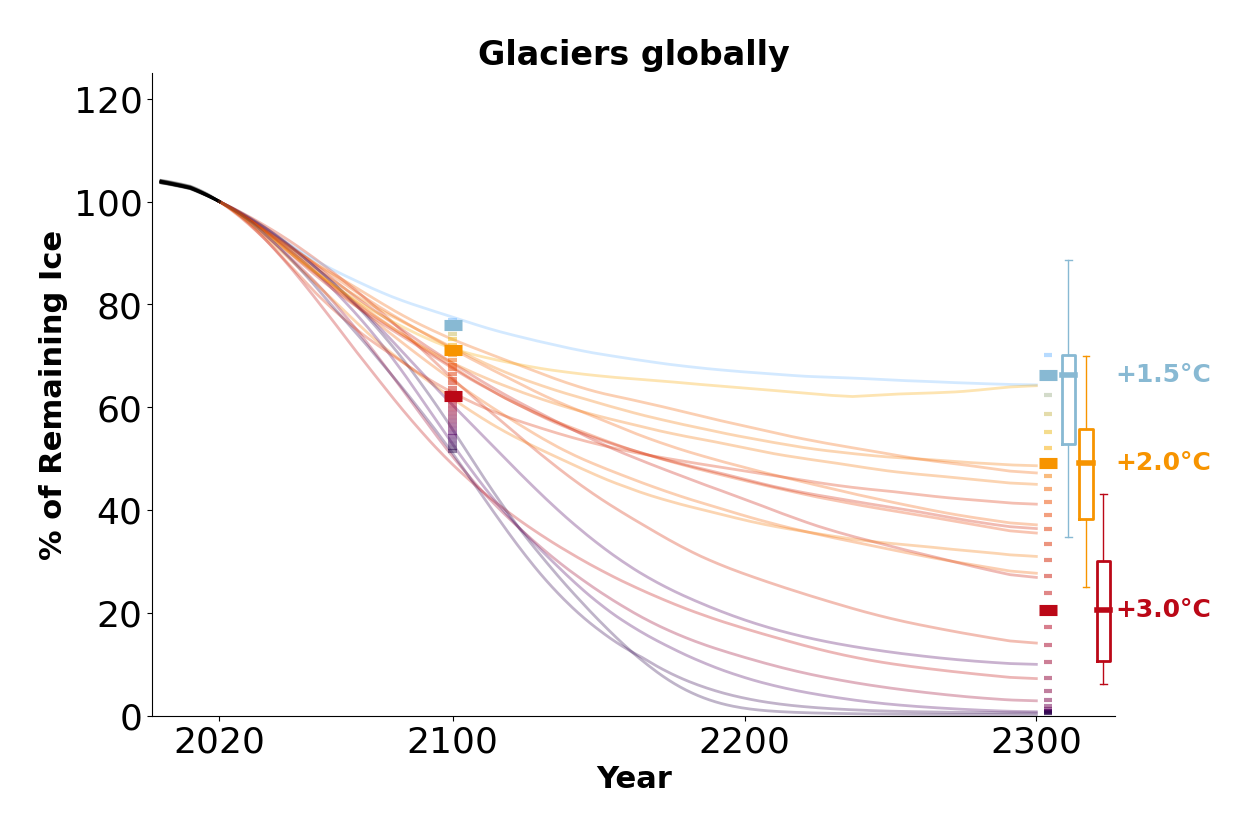 Glaciers globally
% of Remaining Ice
120
100
80
60
40
20
0
+1.5°C
+2.0°C
+3.0°C
2020 2100 2200 2300
Year